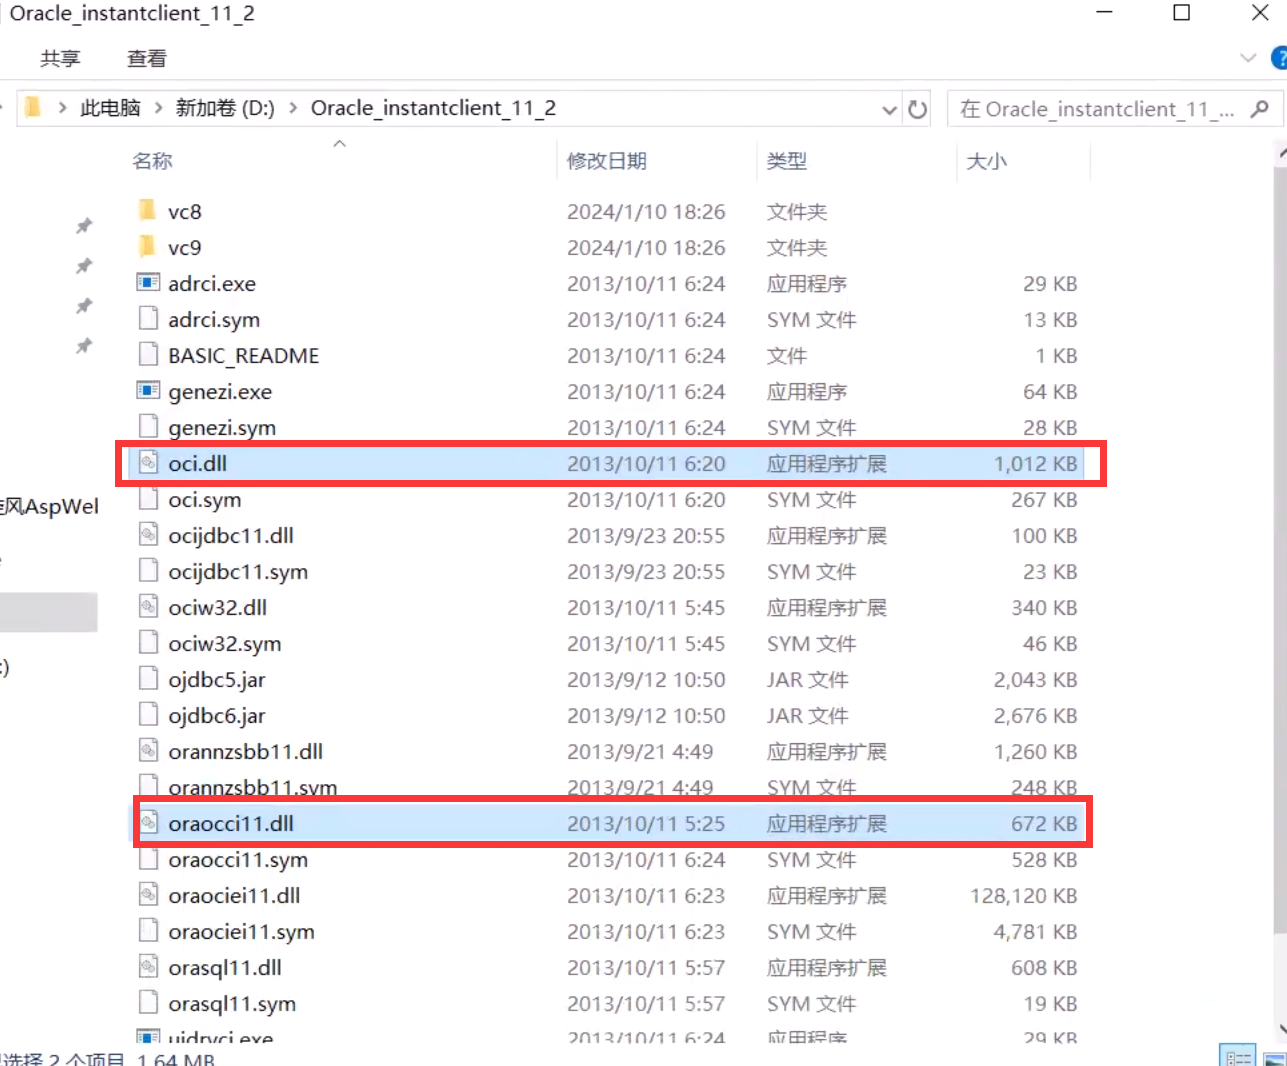 Oracle_instantclient_11_2
共享 查看
此电脑 新加卷 (D:) Oracle_instantclient_11_2 在 Oracle_instantclient_11_...
名称 修改日期 类型 大小
vc8 2024/1/10 18:26 文件夹
vc9 2024/1/10 18:26 文件夹
adrci.exe 2013/10/11 6:24 应用程序 29 KB
adrci.sym 2013/10/11 6:24 SYM 文件 13 KB
BASIC_README 2013/10/11 6:24 文件 1 KB
genezi.exe 2013/10/11 6:24 应用程序 64 KB
genezi.sym 2013/10/11 6:24 SYM 文件 28 KB
oci.dll 2013/10/11 6:20 应用程序扩展 1,012 KB
oci.sym 2013/10/11 6:20 SYM 文件 267 KB
风AspWel
ocijdbc11.dll 2013/9/23 20:55 应用程序扩展 100 KB
ocijdbc11.sym 2013/9/23 20:55 SYM 文件 23 KB
ociw32.dll 2013/10/11 5:45 应用程序扩展 340 KB
ociw32.sym 2013/10/11 5:45 SYM 文件 46 KB
:)
ojdbc5.jar 2013/9/12 10:50 JAR 文件 2,043 KB
ojdbc6.jar 2013/9/12 10:50 JAR 文件 2,676 KB
orannzsbb11.dll 2013/9/21 4:49 应用程序扩展 1,260 KB
orannzsbb11.sym 2013/9/21 4:49 SYM 文件 248 KB
oraocci11.dll 2013/10/11 5:25 应用程序扩展 672 KB
oraocci11.sym 2013/10/11 6:24 SYM 文件 528 KB
oraociei11.dll 2013/10/11 6:23 应用程序扩展 128,120 KB
oraociei11.sym 2013/10/11 6:23 SYM 文件 4,781 KB
orasql11.dll 2013/10/11 5:57 应用程序扩展 608 KB
orasql11.sym 2013/10/11 5:57 SYM 文件 19 KB
uidrvci.exe 2013/10/11 6:24 应用程序 29 KB
选择 2 个项目 1.64 MB